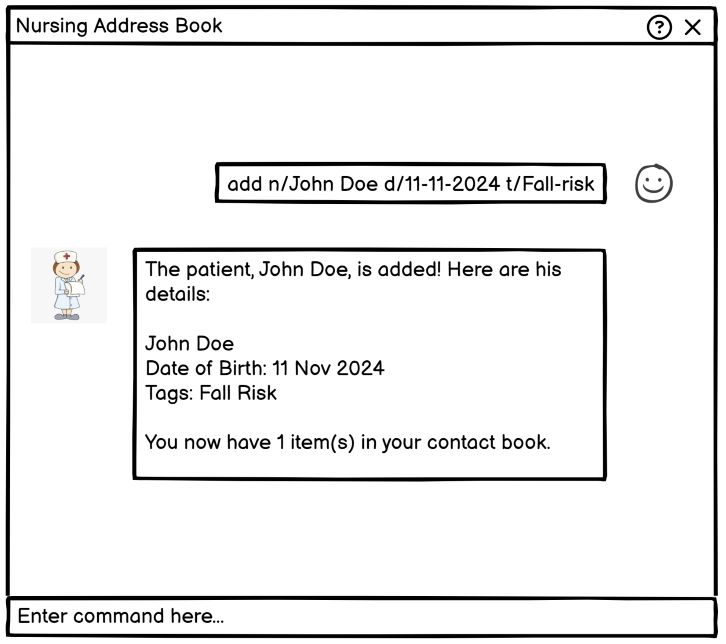 Nursing Address Book
add n/John Doe d/11-11-2024 t/Fall-risk
The patient, John Doe, is added! Here are his
details:
John Doe
Date of Birth: 11 Nov 2024
Tags: Fall Risk
You now have 1 item(s) in your contact book.
Enter command here...